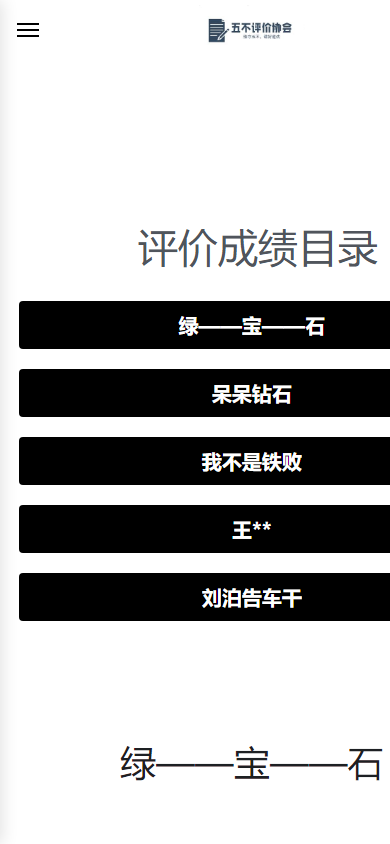 五不评价协会
评价成绩目录
绿——宝——石
呆呆钻石
我不是铁败
王**
刘泊告车干
绿——宝——石